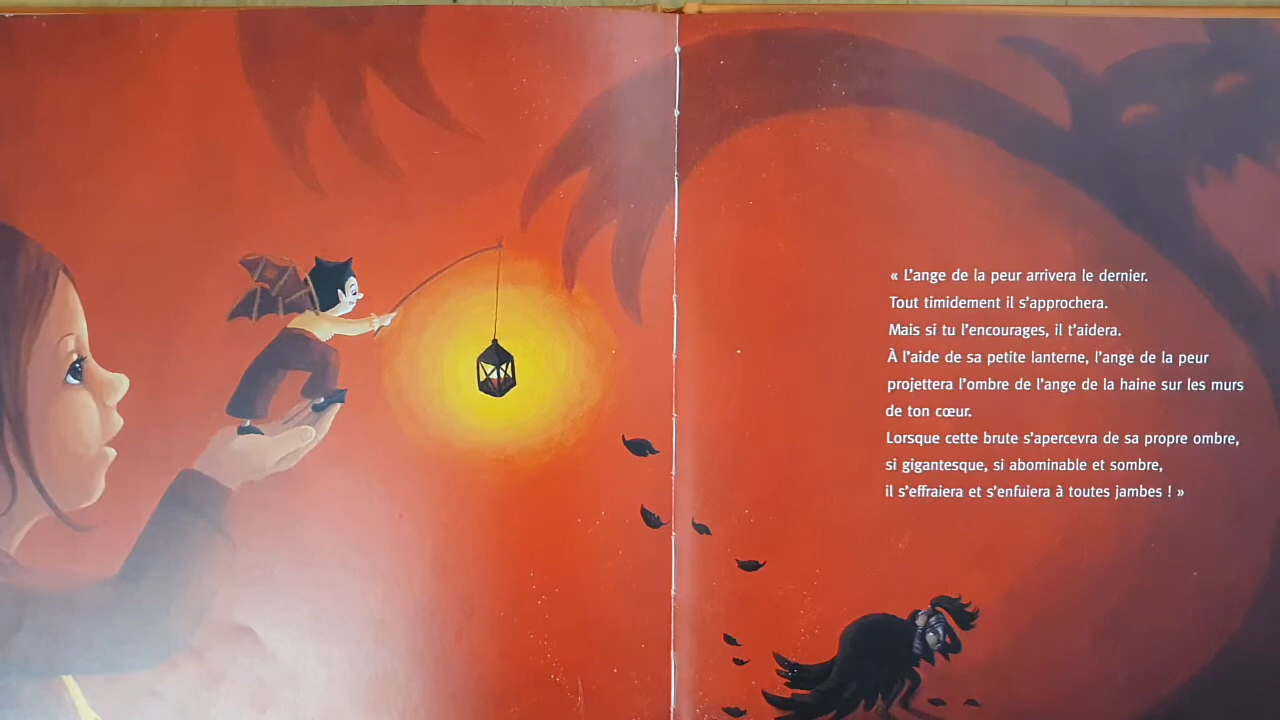 « L'ange de la peur arrivera le dernier.
Tout timidement il s'approchera.
Mais si tu l'encourages, il t'aidera.
À l'aide de sa petite lanterne, l'ange de la peur
projettera l'ombre de l'ange de la haine sur les murs
de ton cœur.
Lorsque cette brute s'apercevra de sa propre ombre,
si gigantesque, si abominable et sombre,
il s'effraiera et s'enfuiera à toutes jambes ! »